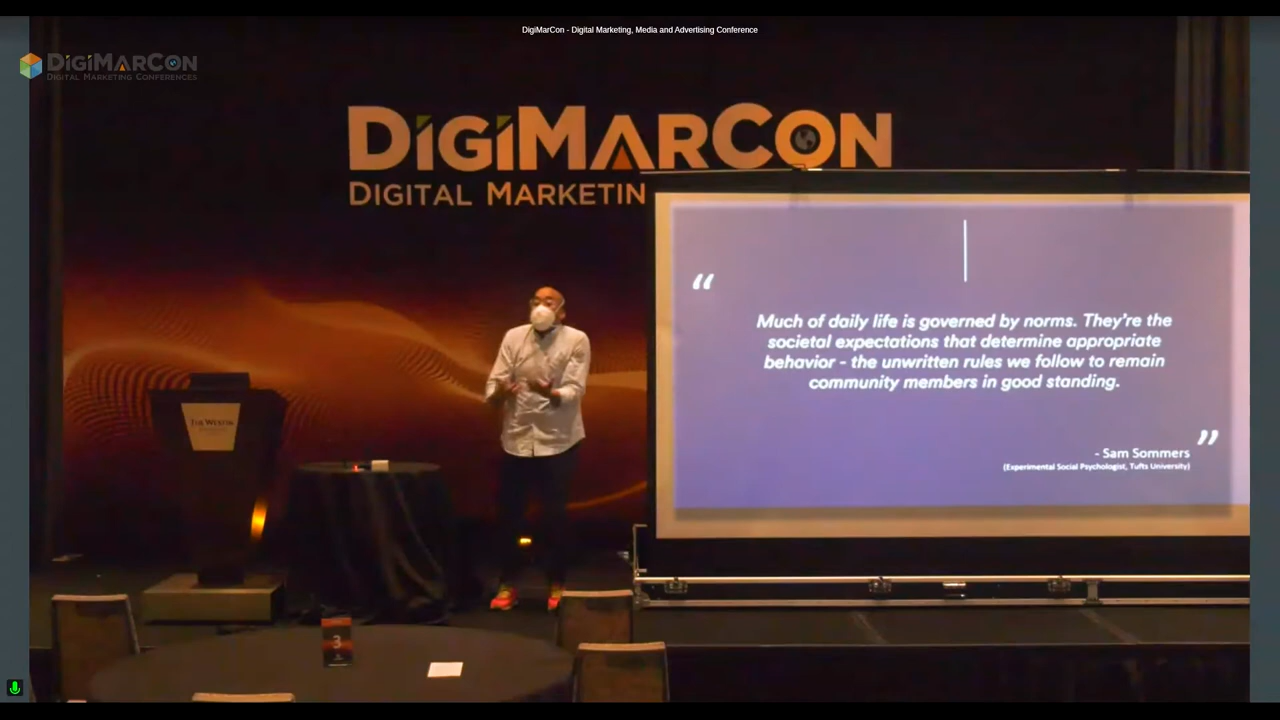 DigiMarCon - Digital Marketing, Media and Advertising Conference
DIGIMARCON
DIGITAL MARKETING CONFERENCES
DIGIMARCON
DIGITAL MARKETIN
“
Much of daily life is governed by norms. They’re the
societal expectations that determine appropriate
behavior - the unwritten rules we follow to remain
community members in good standing.
”
- Sam Sommers
(Experimental Social Psychologist, Tufts University)
THE WESTIN
3